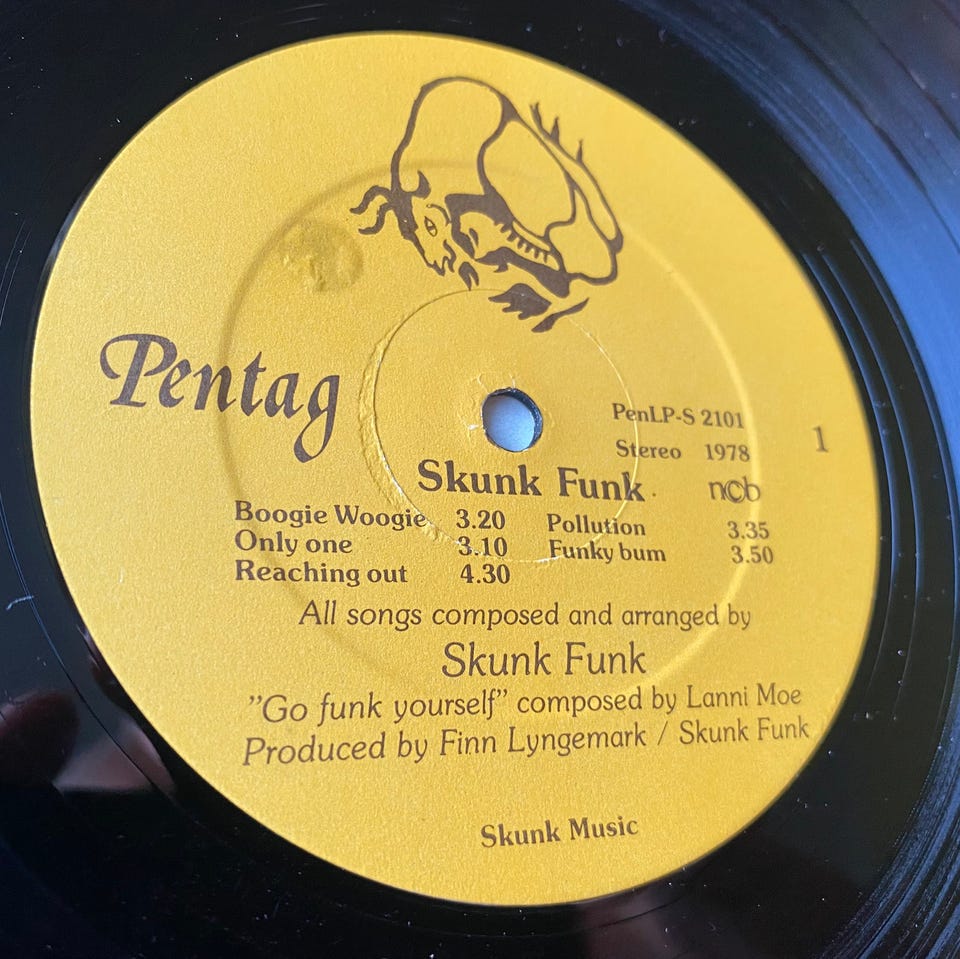 Pentag
PenLP-S 2101
Stereo 1978
1
Skunk Funk
ncb
Boogie Woogie 3.20 Pollution 3.35
Only one 3.10 Funky bum 3.50
Reaching out 4.30
All songs composed and arranged by
Skunk Funk
"Go funk yourself" composed by Lanni Moe
Produced by Finn Lyngemark / Skunk Funk
Skunk Music